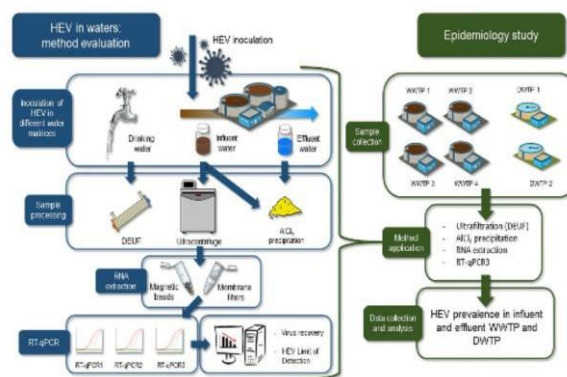 HEV in waters:
method evaluation
HEV inoculation
Inoculation of
HEV in
different water
matrices
Drinking
water
Influent
water
Effluent
water
Sample
processing
DEUF
Ultracentrifuge
AlCl₃
precipitation
RNA
extraction
Magnetic
beads
Membrane
filters
RT-qPCR
RT-qPCR1 RT-qPCR2 RT-qPCR3
- Virus recovery
- HEV Limit of
Detection
Epidemiology study
Sample
collection
WWTP 1 WWTP 2 DWTP 1
WWTP 3 WWTP 4 DWTP 2
Method
application
- Ultrafiltration (DEUF)
- AlCl₃ precipitation
- RNA extraction
- RT-qPCR3
Data collection
and analysis
HEV prevalence in influent
and effluent WWTP and
DWTP